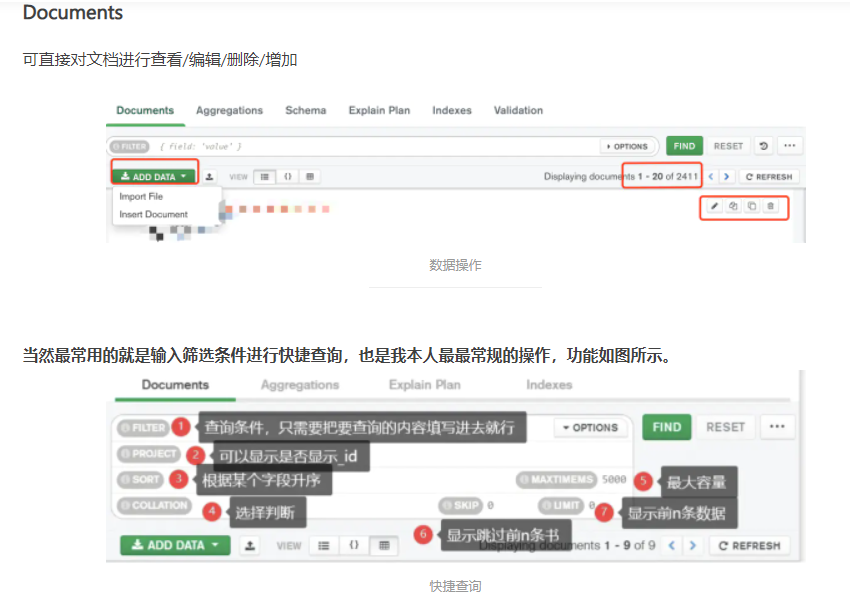 Documents
可直接对文档进行查看/编辑/删除/增加
Documents Aggregations Schema Explain Plan Indexes Validation
FILTER { field: 'value' } OPTIONS FIND RESET ...
ADD DATA VIEW {} Displaying documents 1 - 20 of 2411 < > REFRESH
Import File
Insert Document
数据操作
当然最常用的就是输入筛选条件进行快捷查询，也是我本人最最常规的操作，功能如图所示。
Documents Aggregations Explain Plan Indexes
FILTER 1 查询条件，只需要把要查询的内容填写进去就行 OPTIONS FIND RESET ...
PROJECT 2 可以显示是否显示_id
SORT 3 根据某个字段升序 MAXTIMEMS 5000 5 最大容量
COLLATION 4 选择判断 SKIP 0 LIMIT 0 7 显示前n条数据
6 显示跳过前n条书
ADD DATA VIEW {} Displaying documents 1 - 9 of 9 < > REFRESH
快捷查询